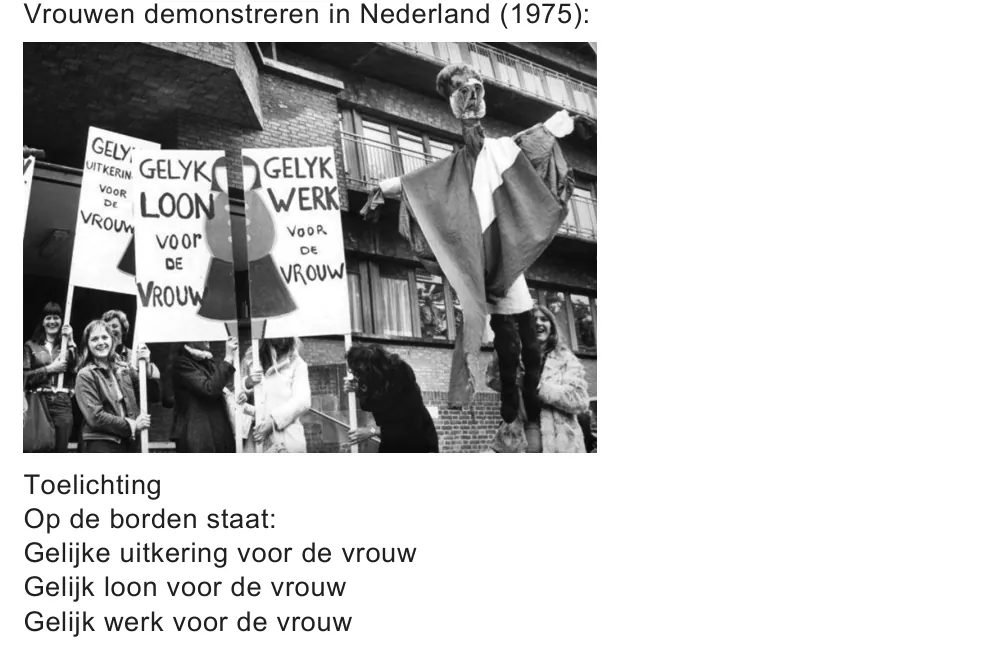 Vrouwen demonstreren in Nederland (1975):
GELY
UITKERIN
VOOR
DE
VROUW
GELYK
LOON
VOOr
DE
VROUW
GELYK
WERK
VOOR
DE
VROUW
Toelichting
Op de borden staat:
Gelijke uitkering voor de vrouw
Gelijk loon voor de vrouw
Gelijk werk voor de vrouw